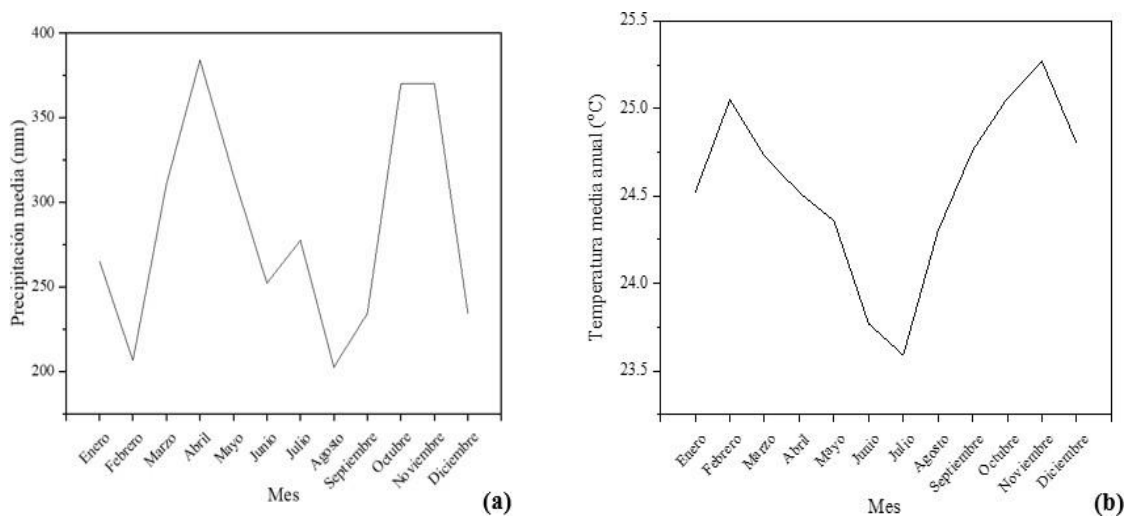 400
350
300
250
200
Precipitación media (mm)
Enero
Febrero
Marzo
Abril
Mayo
Junio
Julio
Agosto
Septiembre
Octubre
Noviembre
Diciembre
Mes
(a)
25.5
25.0
24.5
24.0
23.5
Temperatura media anual (°C)
Enero
Febrero
Marzo
Abril
Mayo
Junio
Julio
Agosto
Septiembre
Octubre
Noviembre
Diciembre
Mes
(b)